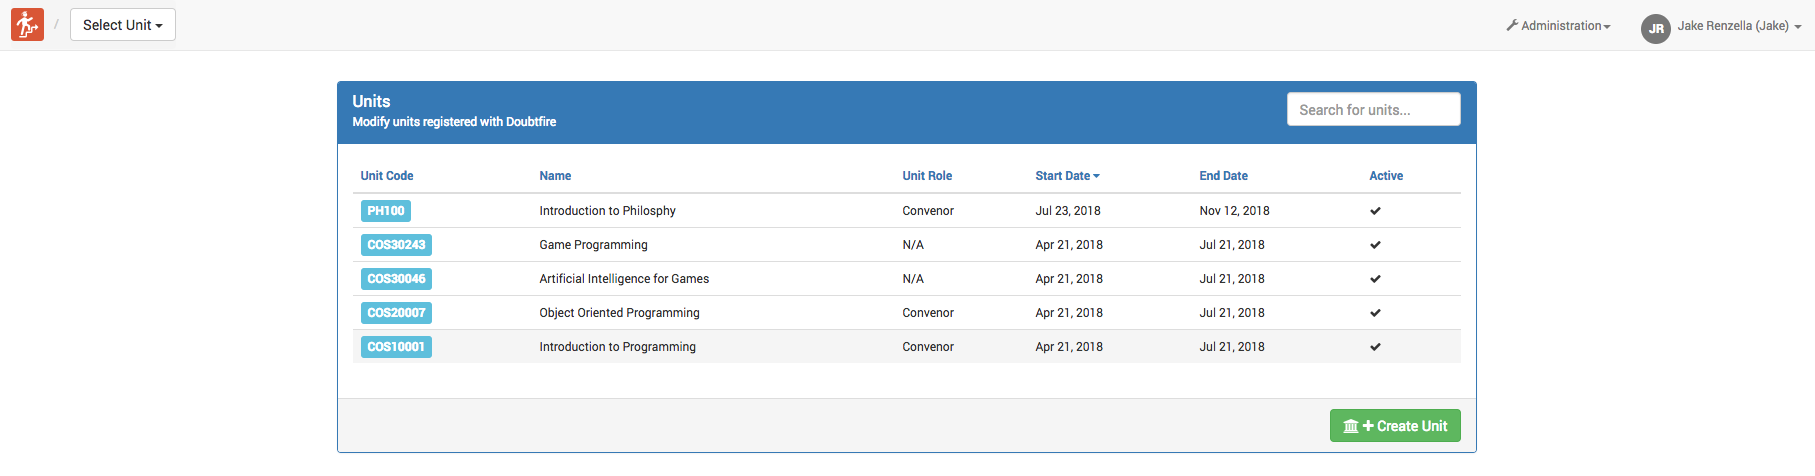 / Select Unit Administration JR Jake Renzella (Jake)
Units
Modify units registered with Doubtfire
Search for units...
Unit Code Name Unit Role Start Date End Date Active
PH100 Introduction to Philosphy Convenor Jul 23, 2018 Nov 12, 2018
COS30243 Game Programming N/A Apr 21, 2018 Jul 21, 2018
COS30046 Artificial Intelligence for Games N/A Apr 21, 2018 Jul 21, 2018
COS20007 Object Oriented Programming Convenor Apr 21, 2018 Jul 21, 2018
COS10001 Introduction to Programming Convenor Apr 21, 2018 Jul 21, 2018
+ Create Unit